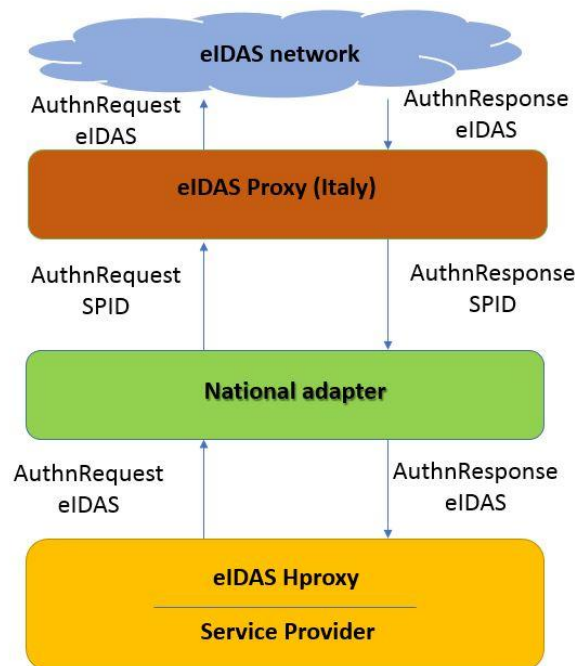 eIDAS network
AuthnRequest
eIDAS
AuthnResponse
eIDAS
eIDAS Proxy (Italy)
AuthnRequest
SPID
AuthnResponse
SPID
National adapter
AuthnRequest
eIDAS
AuthnResponse
eIDAS
eIDAS Hproxy
Service Provider